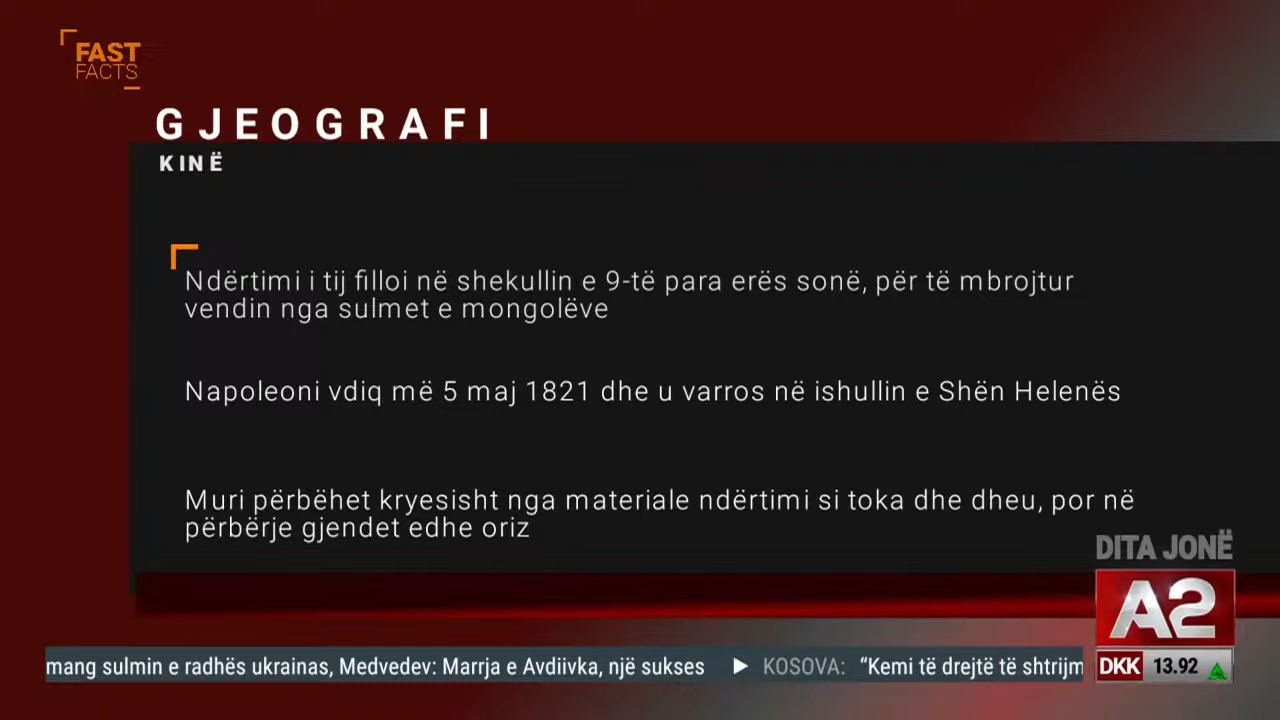 FAST
FACTS
GJEOGRAFI
KINË
Ndërtimi i tij filloi në shekullin e 9-të para erës sonë, për të mbrojtur
vendin nga sulmet e mongolëve
Napoleoni vdiq më 5 maj 1821 dhe u varros në ishullin e Shën Helenës
Muri përbëhet kryesisht nga materiale ndërtimi si toka dhe dheu, por në
përbërje gjendet edhe oriz
DITA JONË
A2
mang sulmin e radhës ukrainas, Medvedev: Marrja e Avdiivka, një sukses ▶ KOSOVA: “Kemi të drejtë të shtrijm
DKK 13.92